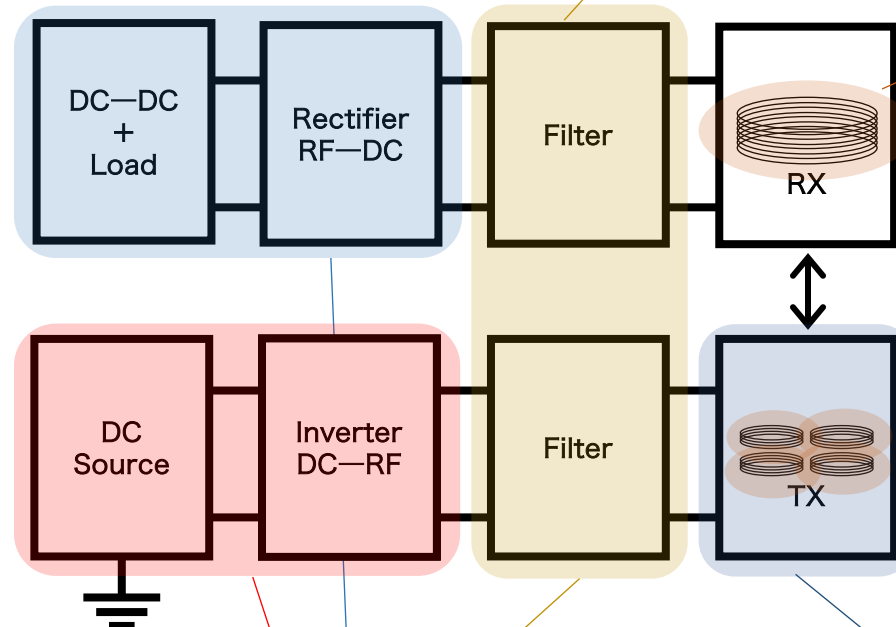 DC—DC
+
Load
Rectifier
RF—DC
Filter
RX
DC
Source
Inverter
DC—RF
Filter
TX